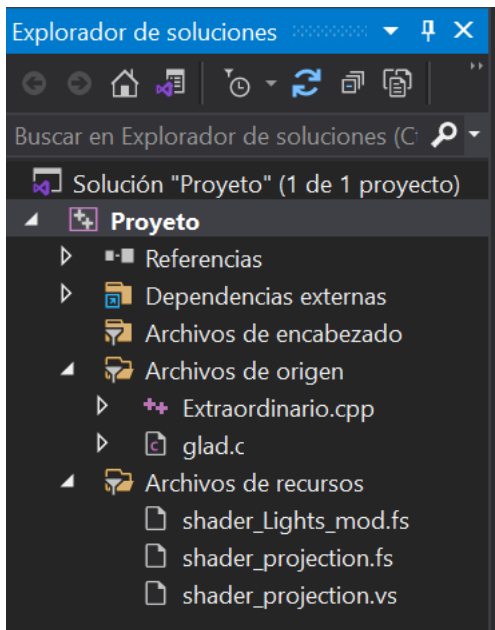 Explorador de soluciones
Buscar en Explorador de soluciones (C
Solución "Proyeto" (1 de 1 proyecto)
Proyeto
Referencias
Dependencias externas
Archivos de encabezado
Archivos de origen
Extraordinario.cpp
glad.c
Archivos de recursos
shader_Lights_mod.fs
shader_projection.fs
shader_projection.vs